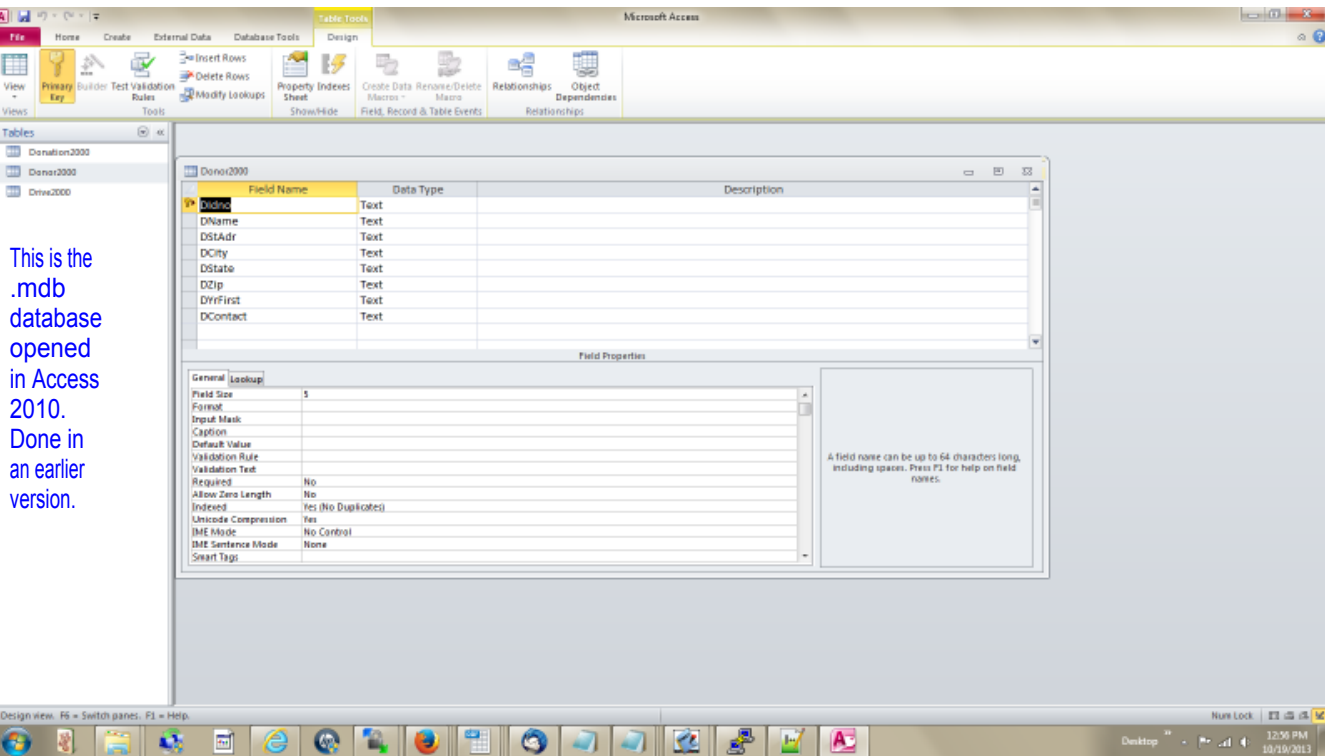 Table Tools
Microsoft Access
File Home Create External Data Database Tools Design
View
Views
Primary Key
Builder
Test Validation Rules
Insert Rows
Delete Rows
Modify Lookups
Tools
Property Sheet
Indexes
Show/Hide
Create Data Macros
Rename/Delete Macro
Field, Record & Table Events
Relationships
Object Dependencies
Relationships
Tables
Donation2000
Donor2000
Drive2000
This is the
.mdb
database
opened
in Access
2010.
Done in
an earlier
version.
Donor2000
Field Name Data Type Description
DIdno Text
DName Text
DStAdr Text
DCity Text
DState Text
DZip Text
DYrFirst Text
DContact Text
Field Properties
General Lookup
Field Size 5
Format
Input Mask
Caption
Default Value
Validation Rule
Validation Text
Required No
Allow Zero Length No
Indexed Yes (No Duplicates)
Unicode Compression Yes
IME Mode No Control
IME Sentence Mode None
Smart Tags
A field name can be up to 64 characters long,
including spaces. Press F1 for help on field
names.
Design view. F6 = Switch panes. F1 = Help.
Num Lock
Desktop
12:56 PM
10/19/2013